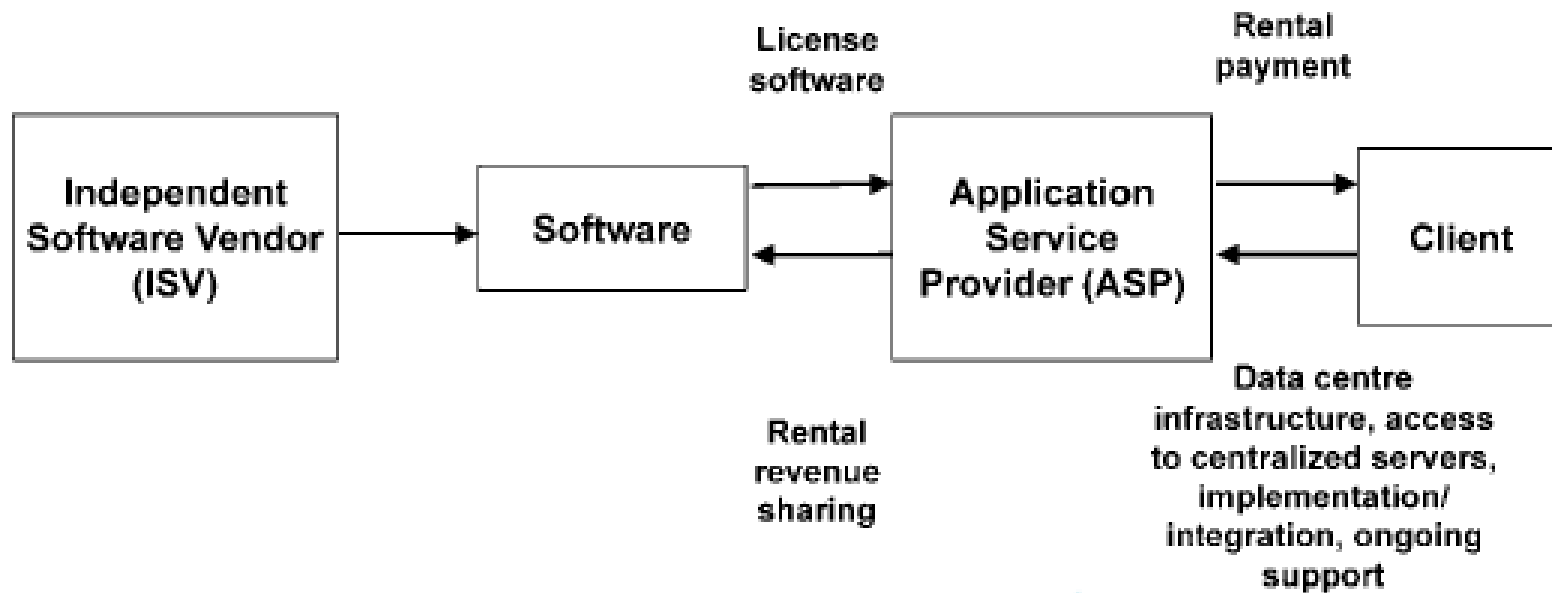 License
software
Rental
payment
Independent
Software Vendor
(ISV)
Software
Application
Service
Provider (ASP)
Client
Rental
revenue
sharing
Data centre
infrastructure, access
to centralized servers,
implementation/
integration, ongoing
support